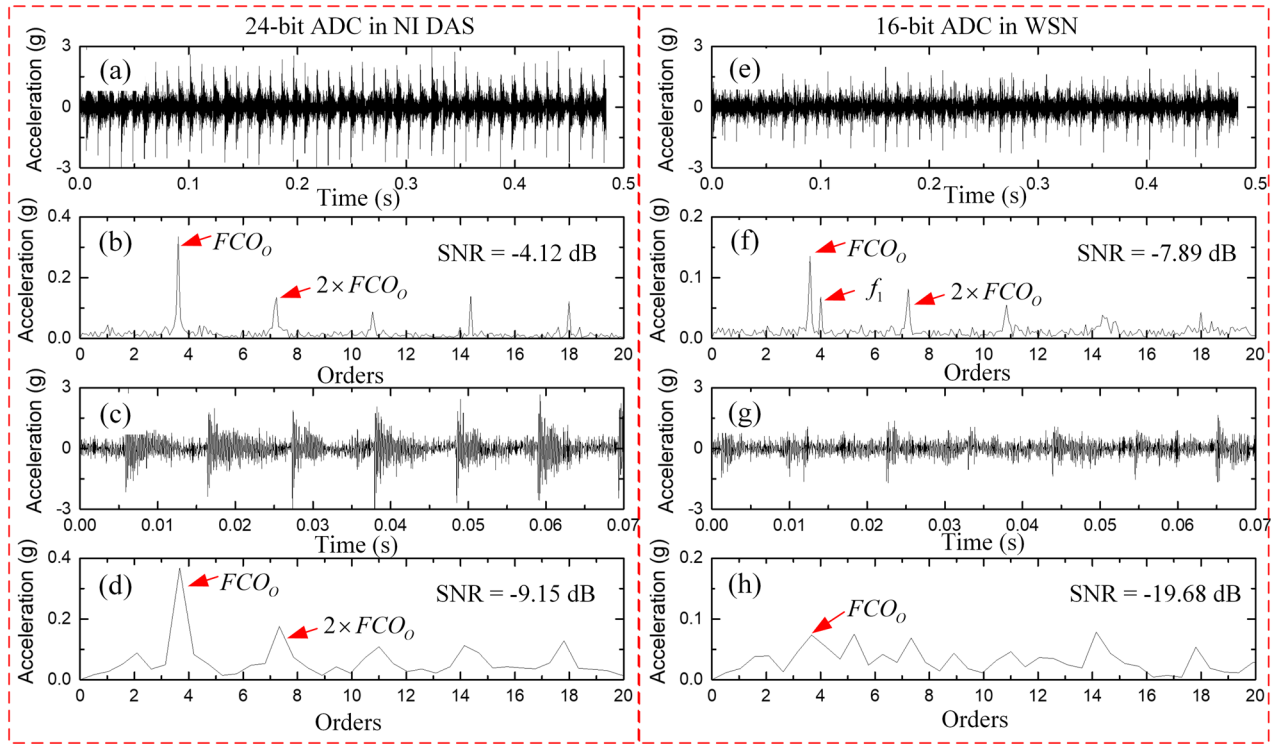 24-bit ADC in NI DAS
Acceleration (g)
3
0
-3
(a)
0.0 0.1 0.2 0.3 0.4 0.5
Time (s)
Acceleration (g)
0.4
0.2
0.0
(b)
FCO_O
2×FCO_O
SNR = -4.12 dB
0 2 4 6 8 10 12 14 16 18 20
Orders
Acceleration (g)
3
0
-3
(c)
0.00 0.01 0.02 0.03 0.04 0.05 0.06 0.07
Time (s)
Acceleration (g)
0.4
0.2
0.0
(d)
FCO_O
2×FCO_O
SNR = -9.15 dB
0 2 4 6 8 10 12 14 16 18 20
Orders
16-bit ADC in WSN
Acceleration (g)
3
0
-3
(e)
0.0 0.1 0.2 0.3 0.4 0.5
Time (s)
Acceleration (g)
0.2
0.1
0.0
(f)
FCO_O
f_1
2×FCO_O
SNR = -7.89 dB
0 2 4 6 8 10 12 14 16 18 20
Orders
Acceleration (g)
3
0
-3
(g)
0.00 0.01 0.02 0.03 0.04 0.05 0.06 0.07
Time (s)
Acceleration (g)
0.2
0.1
0.0
(h)
FCO_O
SNR = -19.68 dB
0 2 4 6 8 10 12 14 16 18 20
Orders